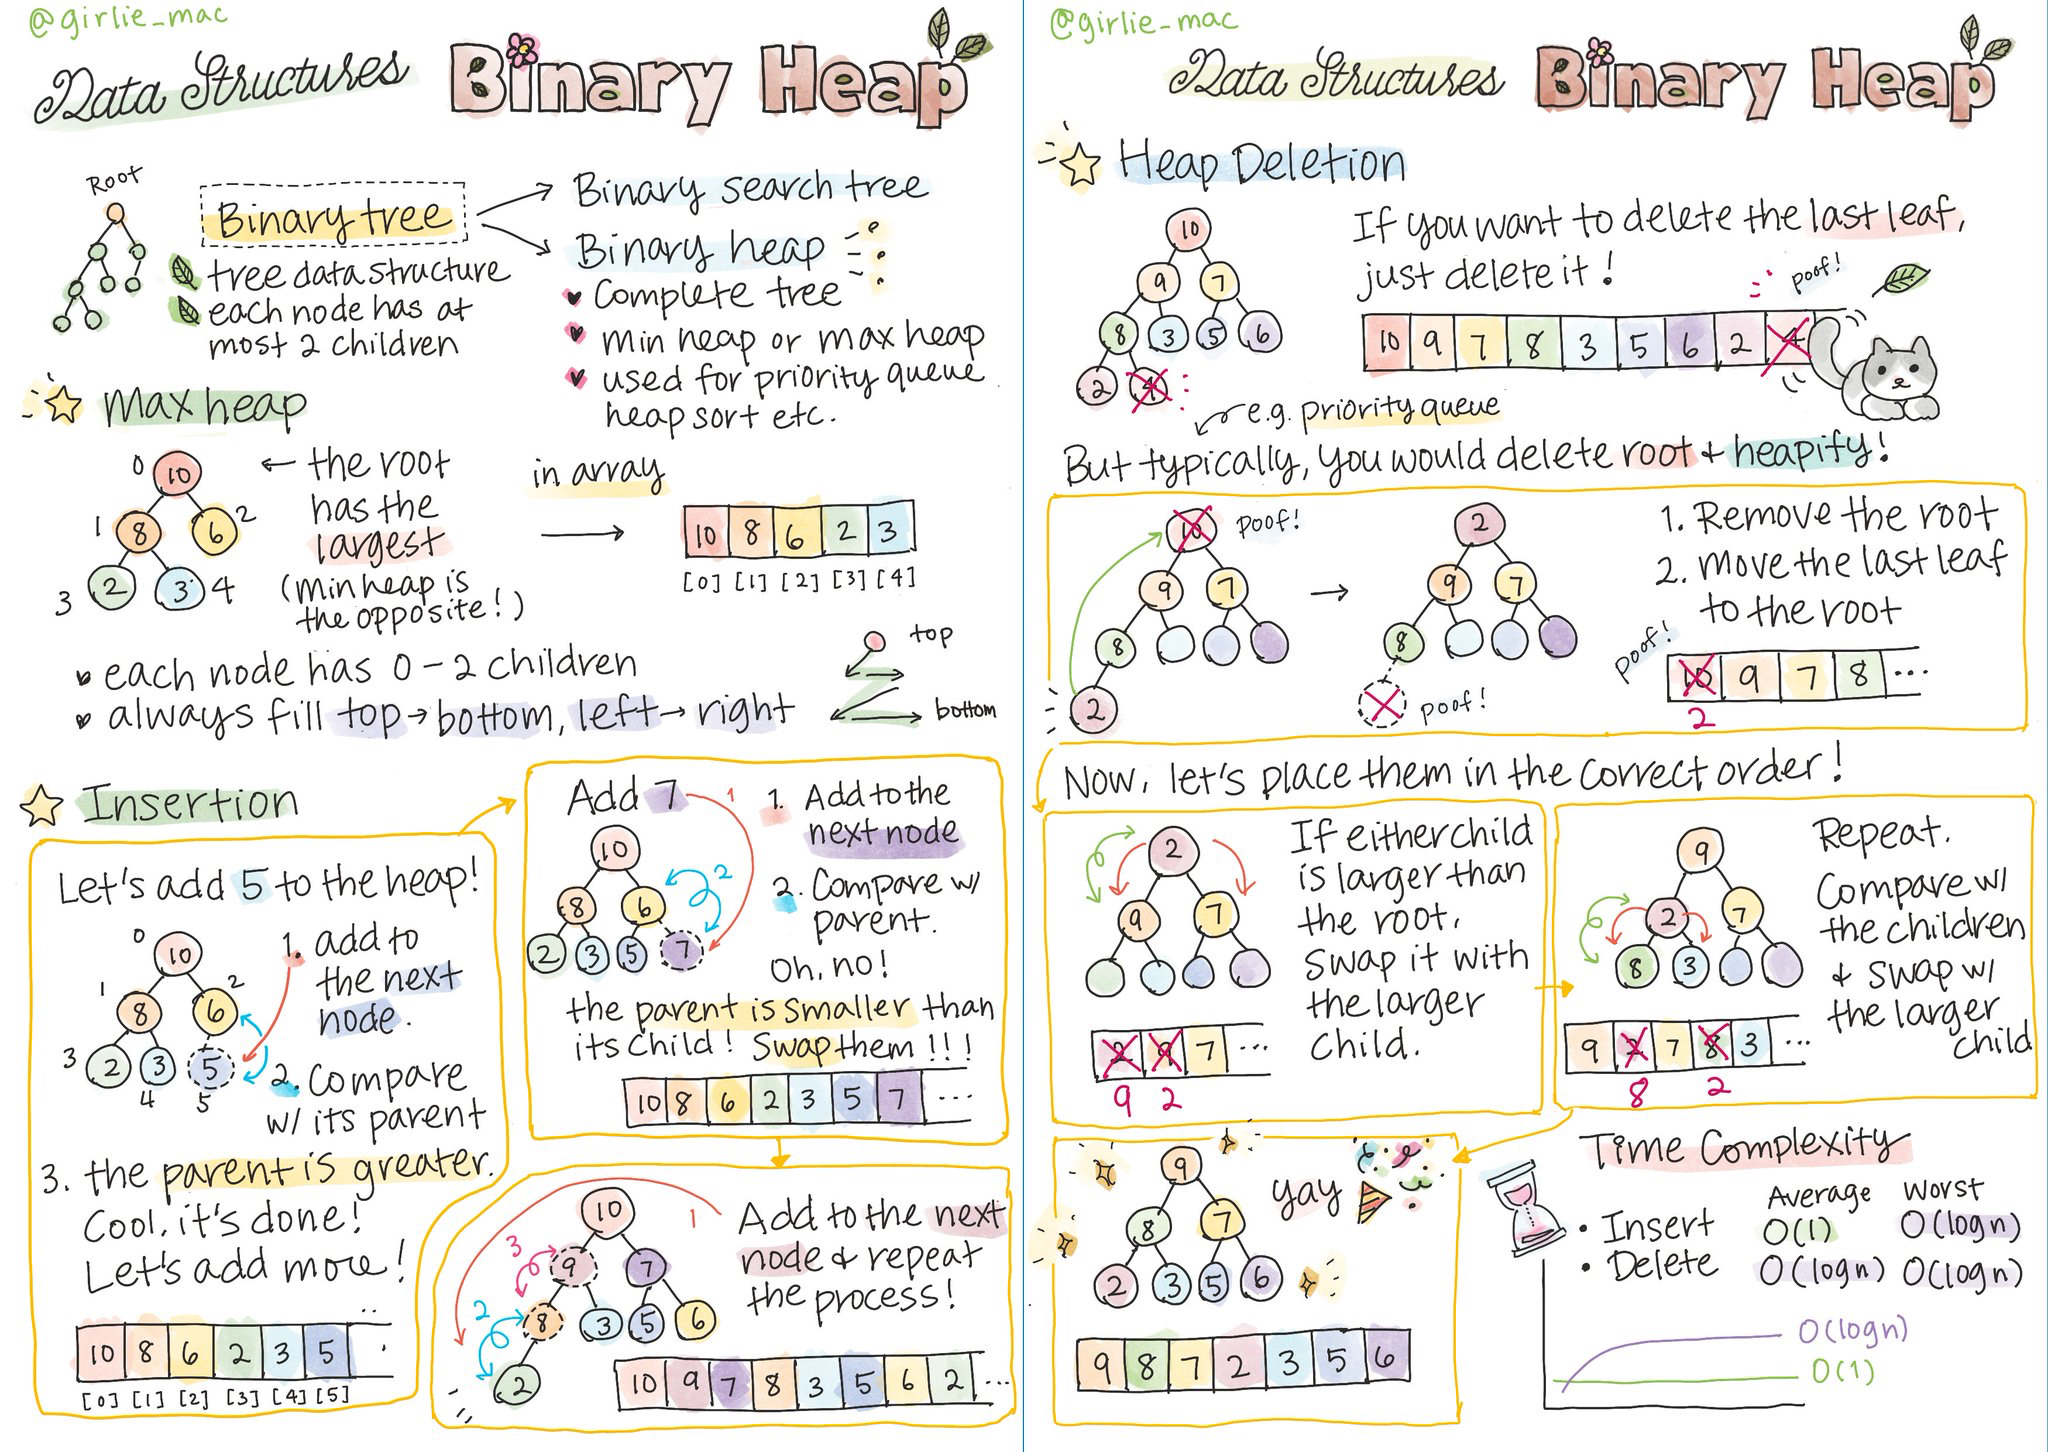 @girlie_mac
Data Structures Binary Heap
Root
Binary tree
tree data structure
each node has at
most 2 children
Binary search tree
Binary heap
Complete tree
min heap or max heap
used for priority queue
heap sort etc.
max heap
0 10
1 8 6 2
3 2 3 4
← the root
has the
largest
(min heap is
the opposite!)
in array
10 8 6 2 3
[0] [1] [2] [3] [4]
each node has 0 - 2 children
always fill top → bottom, left → right
top
bottom
Insertion
Let's add 5 to the heap!
0
10
1 2
8 6
3 2 3 5
4 5
1. add to
the next
node.
2. Compare
w/ its parent
3. the parent is greater.
Cool, it's done!
Let's add more!
10 8 6 2 3 5
[0] [1] [2] [3] [4] [5]
Add 7 1
10
8 6 2
2 3 5 7
1. Add to the
next node
2. Compare w/
parent.
Oh, no!
the parent is smaller than
its child! Swap them!!!
10 8 6 2 3 5 7 ...
10 1
3 9 7
2 8 3 5 6
2
Add to the next
node & repeat
the process!
10 9 7 8 3 5 6 2 ...
@girlie_mac
Data Structures Binary Heap
Heap Deletion
10
9 7
8 3 5 6
2 4
If you want to delete the last leaf,
just delete it!
poof!
10 9 7 8 3 5 6 2 4
e.g. priority queue
But typically, you would delete root & heapify!
10 poof!
9 7
8
2
2
9 7
8
poof!
1. Remove the root
2. move the last leaf
to the root
poof!
10 9 7 8 ...
2
Now, let's place them in the correct order!
2
9 7
2 9 7 ...
9 2
If either child
is larger than
the root,
swap it with
the larger
child.
9
2 7
8 3
9 2 7 8 3 ...
8 2
Repeat.
Compare w/
the children
& swap w/
the larger
child
9
8 7
2 3 5 6
yay
9 8 7 2 3 5 6
Time Complexity
Average Worst
• Insert O(1) O(log n)
• Delete O(log n) O(log n)
O(log n)
O(1)